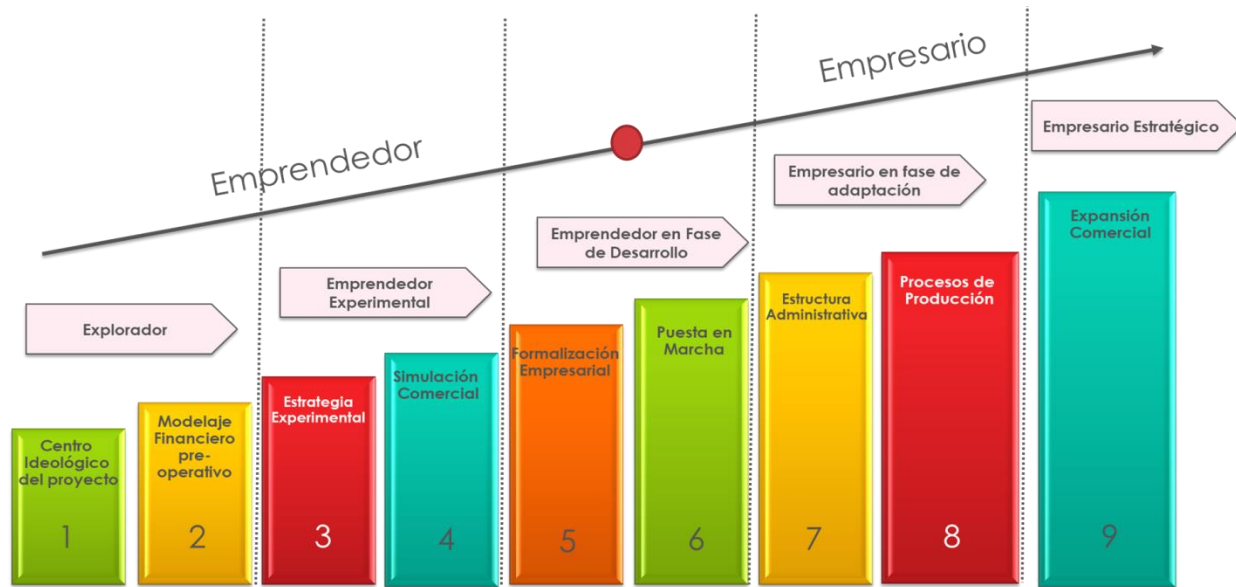 Empresario
Emprendedor
Explorador
Emprendedor
Experimental
Emprendedor en Fase
de Desarrollo
Empresario en fase de
adaptación
Empresario Estratégico
Centro
Ideológico
del proyecto
1
Modelaje
Financiero
pre-
operativo
2
Estrategia
Experimental
3
Simulación
Comercial
4
Formalización
Empresarial
5
Puesta en
Marcha
6
Estructura
Administrativa
7
Procesos de
Producción
8
Expansión
Comercial
9